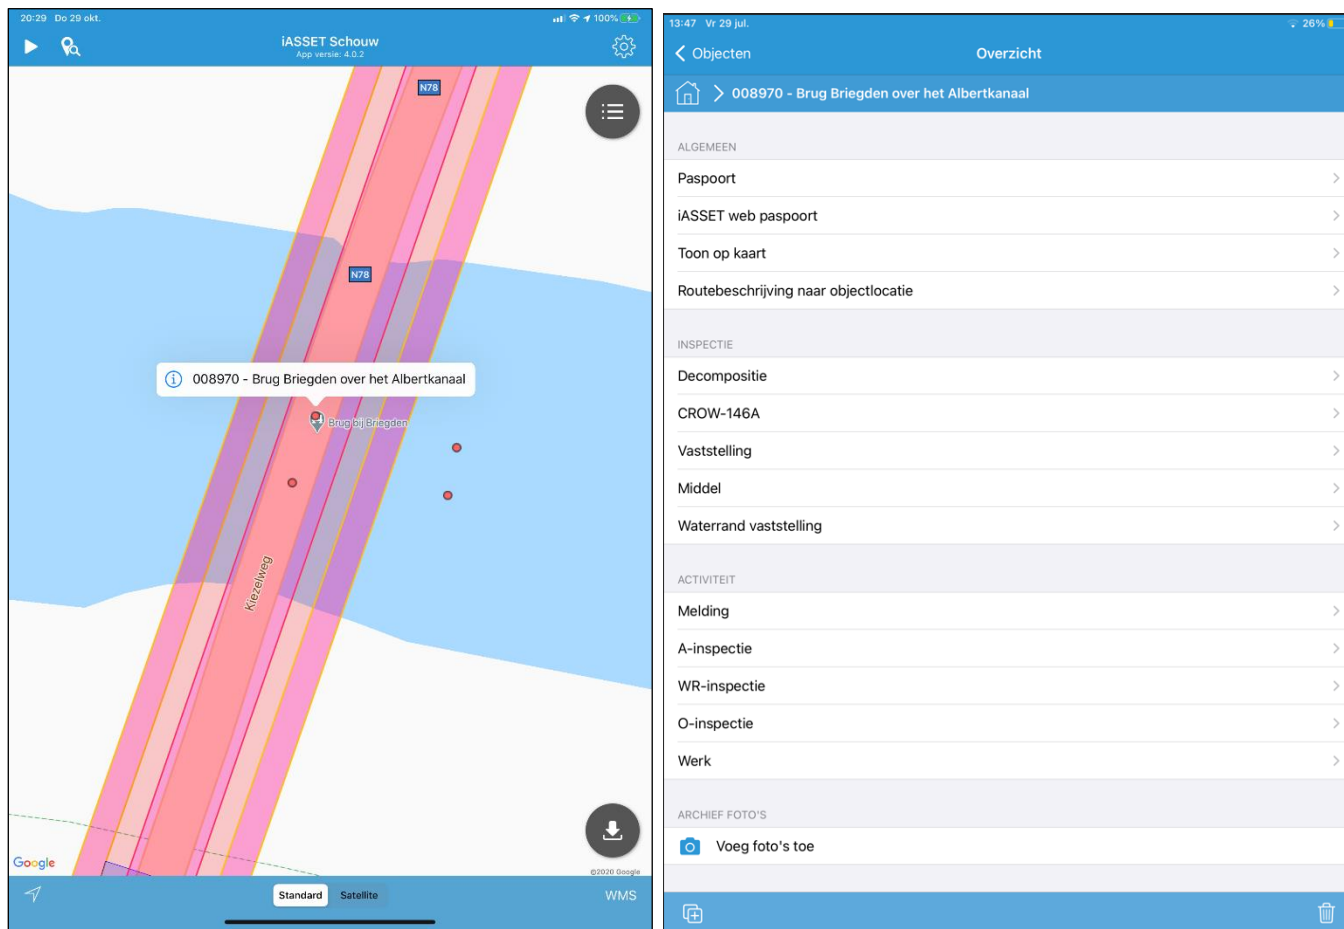 20:29 Do 29 okt.
100%
iASSET Schouw
App versie: 4.0.2
N78
N78
008970 - Brug Briegden over het Albertkanaal
Brug bij Briegden
Kiezelweg
Google
©2020 Google
Standard
Satellite
WMS
13:47 Vr 29 jul.
26%
Objecten
Overzicht
008970 - Brug Briegden over het Albertkanaal
ALGEMEEN
Paspoort
iASSET web paspoort
Toon op kaart
Routebeschrijving naar objectlocatie
INSPECTIE
Decompositie
CROW-146A
Vaststelling
Middel
Waterrand vaststelling
ACTIVITEIT
Melding
A-inspectie
WR-inspectie
O-inspectie
Werk
ARCHIEF FOTO'S
Voeg foto's toe